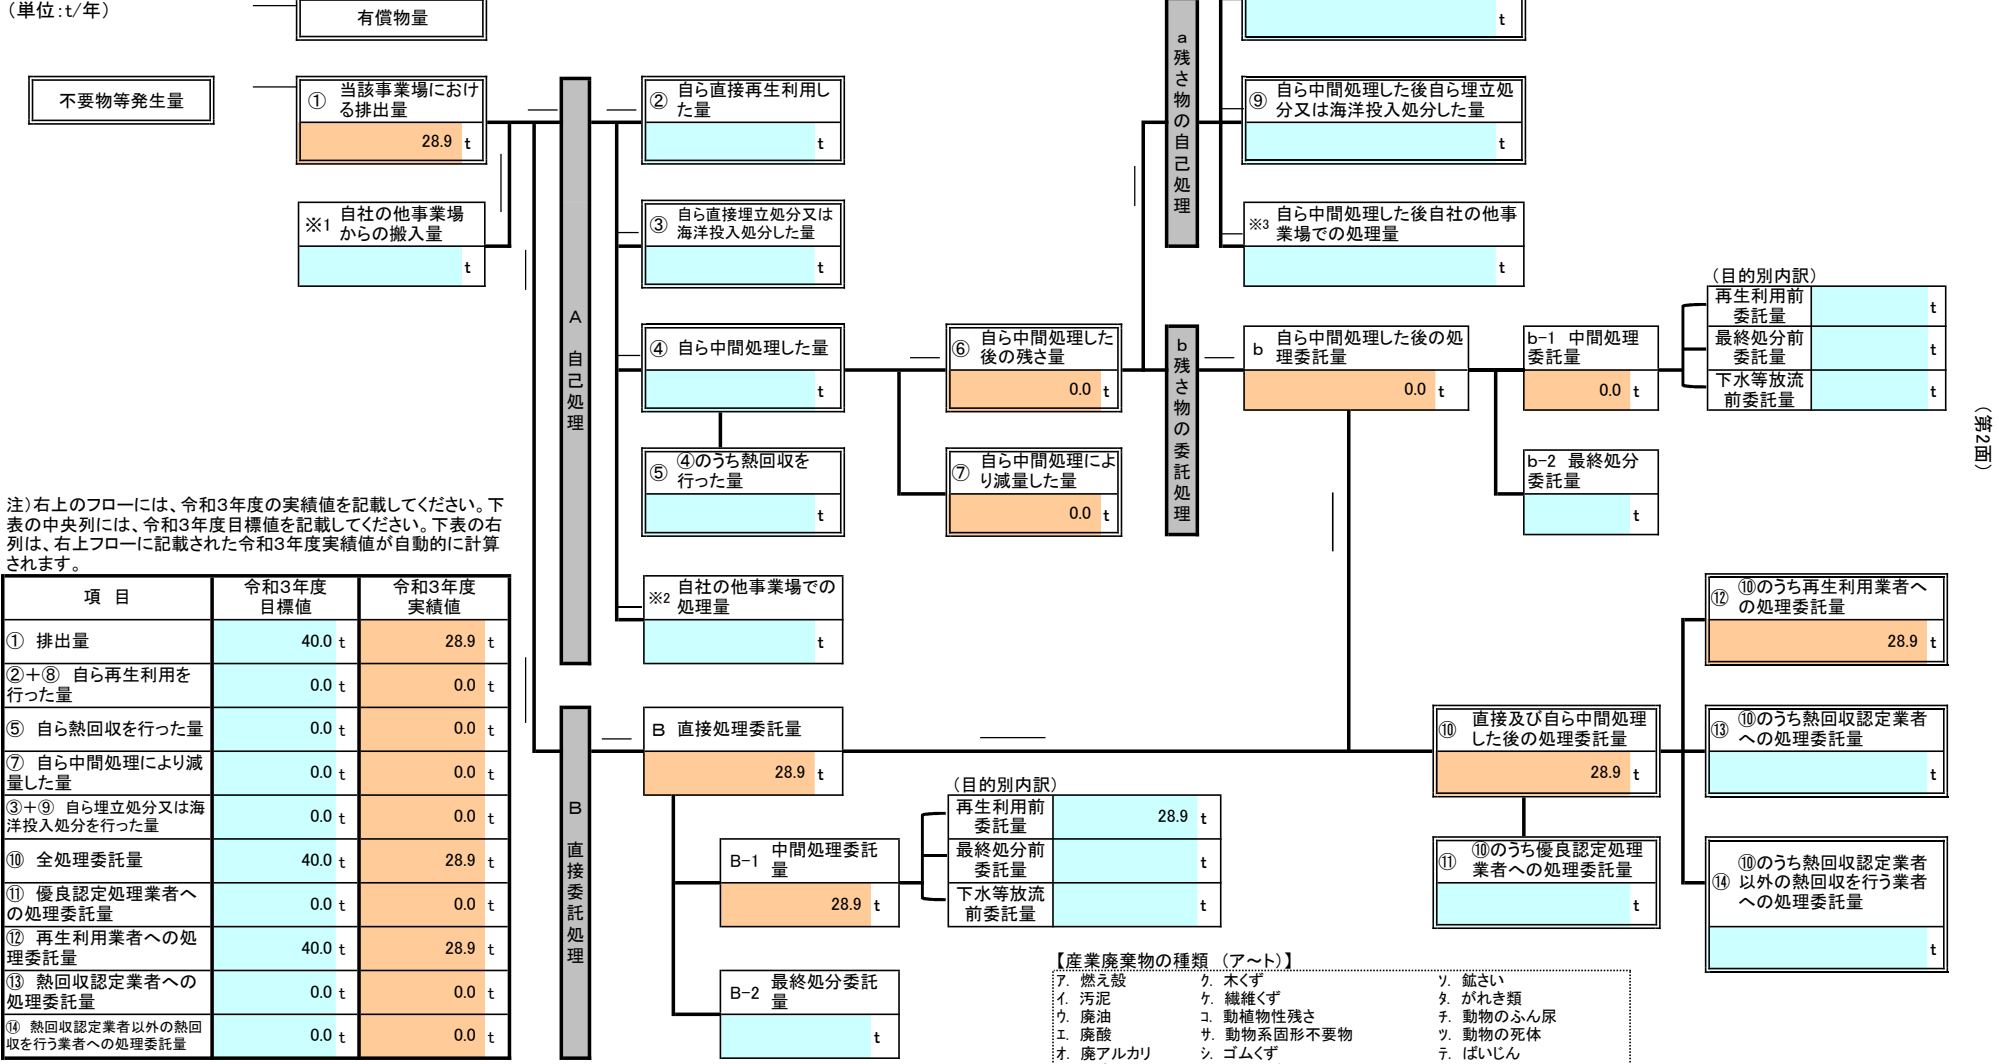 （単位：t/年）
有償物量
t
不要物等発生量
① 当該事業場におけ
る排出量
28.9 t
※1 自社の他事業場
からの搬入量
t
A 自己処理
② 自ら直接再生利用し
た量
t
③ 自ら直接埋立処分又は
海洋投入処分した量
t
④ 自ら中間処理した量
t
⑤ ④のうち熱回収を
行った量
t
※2 自社の他事業場での
処理量
t
⑥ 自ら中間処理した
後の残さ量
0.0 t
⑦ 自ら中間処理によ
り減量した量
0.0 t
a 残さ物の自己処理
⑨ 自ら中間処理した後自ら埋立処
分又は海洋投入処分した量
t
※3 自ら中間処理した後自社の他事
業場での処理量
t
b 残さ物の委託処理
b 自ら中間処理した後の処
理委託量
0.0 t
b-1 中間処理
委託量
0.0 t
b-2 最終処分
委託量
t
（目的別内訳）
再生利用前
委託量
t
最終処分前
委託量
t
下水等放流
前委託量
t
（第2面）
注）右上のフローには、令和3年度の実績値を記載してください。下
表の中央列には、令和3年度目標値を記載してください。下表の右
列は、右上フローに記載された令和3年度実績値が自動的に計算
されます。
項 目
令和3年度
目標値
令和3年度
実績値
① 排出量 40.0 t 28.9 t
②＋⑧ 自ら再生利用を
行った量 0.0 t 0.0 t
⑤ 自ら熱回収を行った量 0.0 t 0.0 t
⑦ 自ら中間処理により減
量した量 0.0 t 0.0 t
③＋⑨ 自ら埋立処分又は海
洋投入処分を行った量 0.0 t 0.0 t
⑩ 全処理委託量 40.0 t 28.9 t
⑪ 優良認定処理業者へ
の処理委託量 0.0 t 0.0 t
⑫ 再生利用業者への処
理委託量 40.0 t 28.9 t
⑬ 熱回収認定業者への
処理委託量 0.0 t 0.0 t
⑭ 熱回収認定業者以外の熱回
収を行う業者への処理委託量 0.0 t 0.0 t
B 直接委託処理
B 直接処理委託量
28.9 t
B-1 中間処理委託
量
28.9 t
B-2 最終処分委託
量
t
（目的別内訳）
再生利用前
委託量
28.9 t
最終処分前
委託量
t
下水等放流
前委託量
t
⑩ 直接及び自ら中間処理
した後の処理委託量
28.9 t
⑪ ⑩のうち優良認定処理
業者への処理委託量
t
⑫ ⑩のうち再生利用業者へ
の処理委託量
28.9 t
⑬ ⑩のうち熱回収認定業者
への処理委託量
t
⑭ ⑩のうち熱回収認定業者
以外の熱回収を行う業者
への処理委託量
t
【産業廃棄物の種類 （ア～ト）】
ア. 燃え殻 ク. 木くず ソ. 鉱さい
イ. 汚泥 ケ. 繊維くず タ. がれき類
ウ. 廃油 コ. 動植物性残さ チ. 動物のふん尿
エ. 廃酸 サ. 動物系固形不要物 ツ. 動物の死体
オ. 廃アルカリ シ. ゴムくず テ. ばいじん